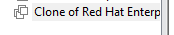 Clone of Red Hat Enterp